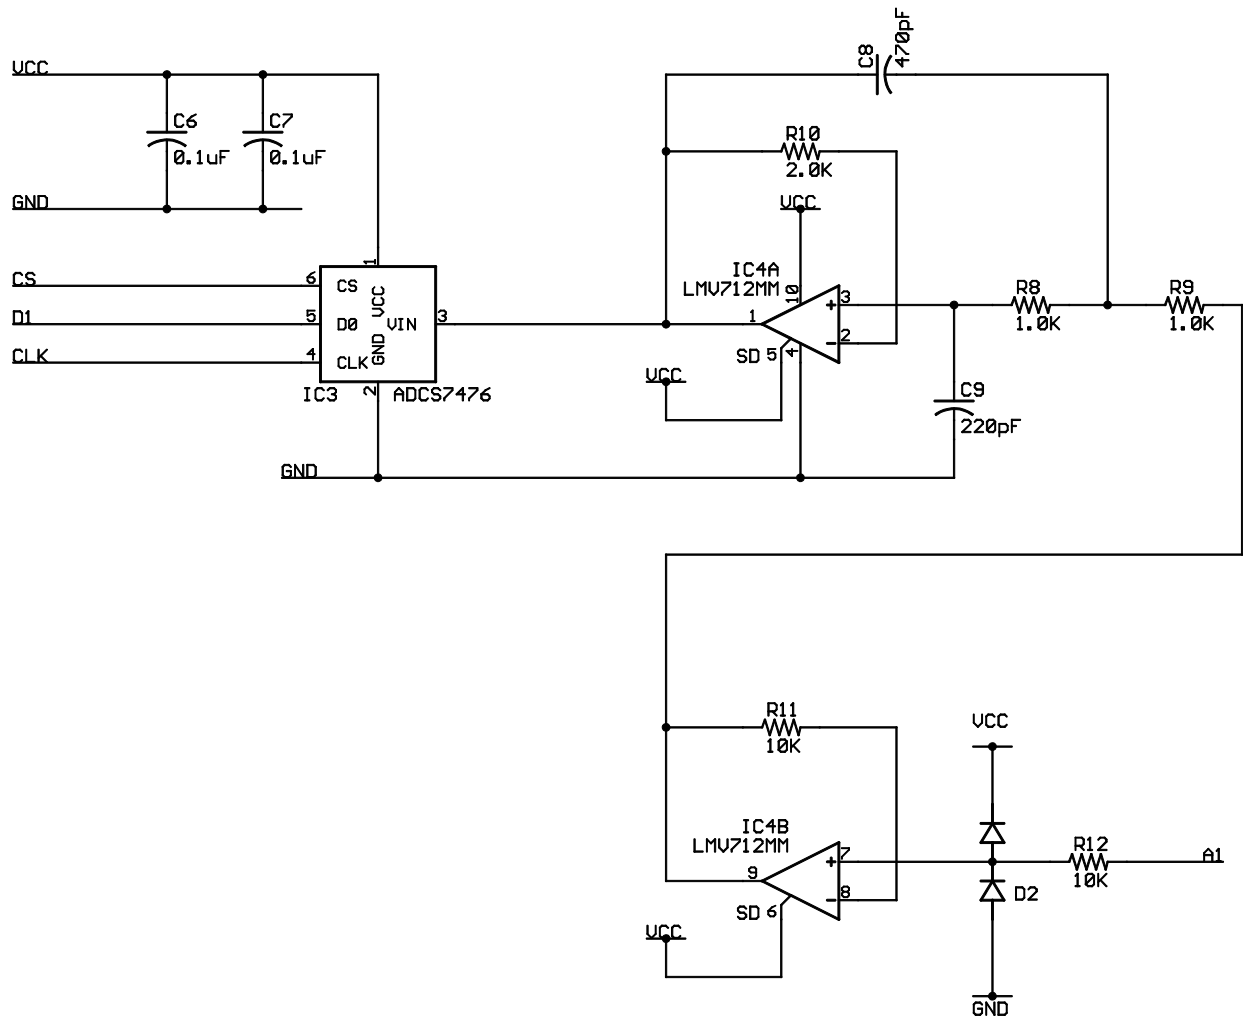 C8
470pF
VCC
C6
0.1uF
C7
0.1uF
R10
2.0K
GND
VCC
IC4A
LMV712MM
10
CS
6
1
CS
VCC
3
R8
1.0K
R9
1.0K
D1
5
D0
VIN
3
1
+
2
-
CLK
4
CLK
GND
SD 5
4
VCC
IC3
2
ADCS7476
C9
220pF
GND
R11
10K
VCC
IC4B
LMV712MM
7
+
R12
10K
A1
9
8
-
D2
SD 6
VCC
GND